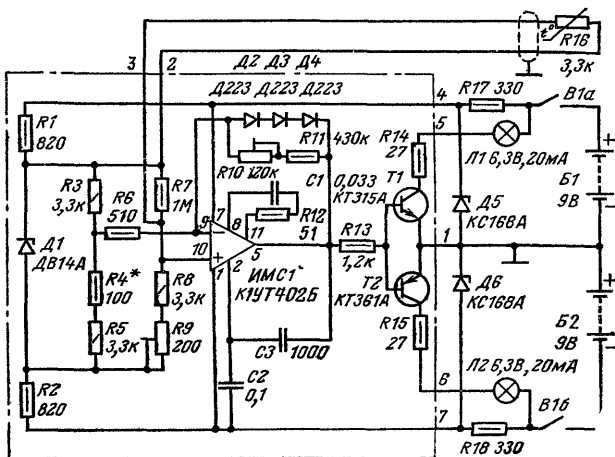 t° R16
3,3к
3 2
Д2 Д3 Д4
Д223 Д223 Д223
4 R17 330 В1а
R1
820
R3
3,3к
R6
510
R7
1М
R10 120к
R11 430к
С1
0,033
R14
27
5
Л1 6,3В, 20мА
Т1
КТ315А
+
Б1
9В
-
Д1
ДВ14А
R4*
100
9 7 8
11
10
5
+ 1 2
R12
51
ИМС1
К1УТ402Б
R13
1,2к
Д5
КС168А
1
R5
3,3к
R8
3,3к
R9
200
Т2
КТ361А
R15
27
Д6
КС168А
+
Б2
9В
-
С3 1000
С2
0,1
6
Л2 6,3В, 20мА
R2
820
7
В1б
R18 330